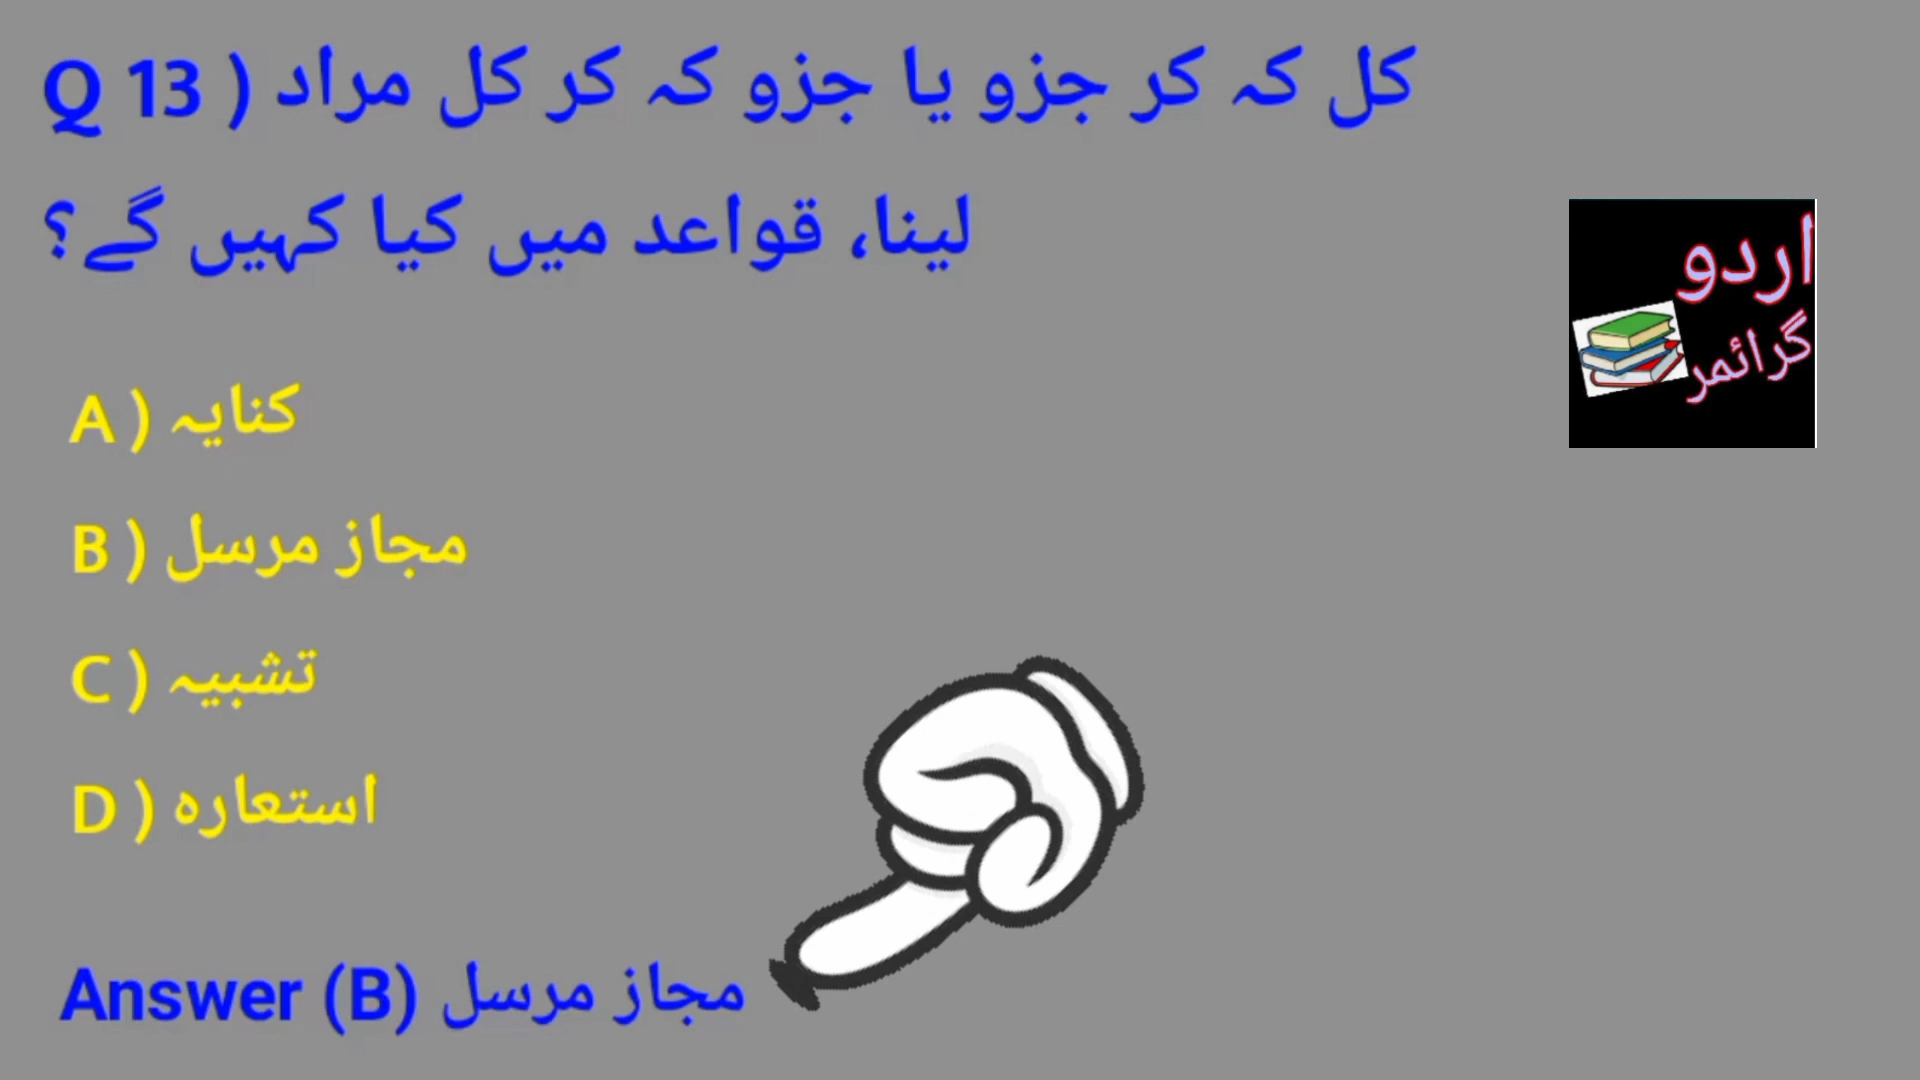 Q 13 ) کل کہ کر جزو یا جزو کہ کر کل مراد
لینا، قواعد میں کیا کہیں گے؟
اردو
گرائمر
A ) کنایہ
B ) مجاز مرسل
C ) تشبیہ
D ) استعارہ
Answer (B) مجاز مرسل